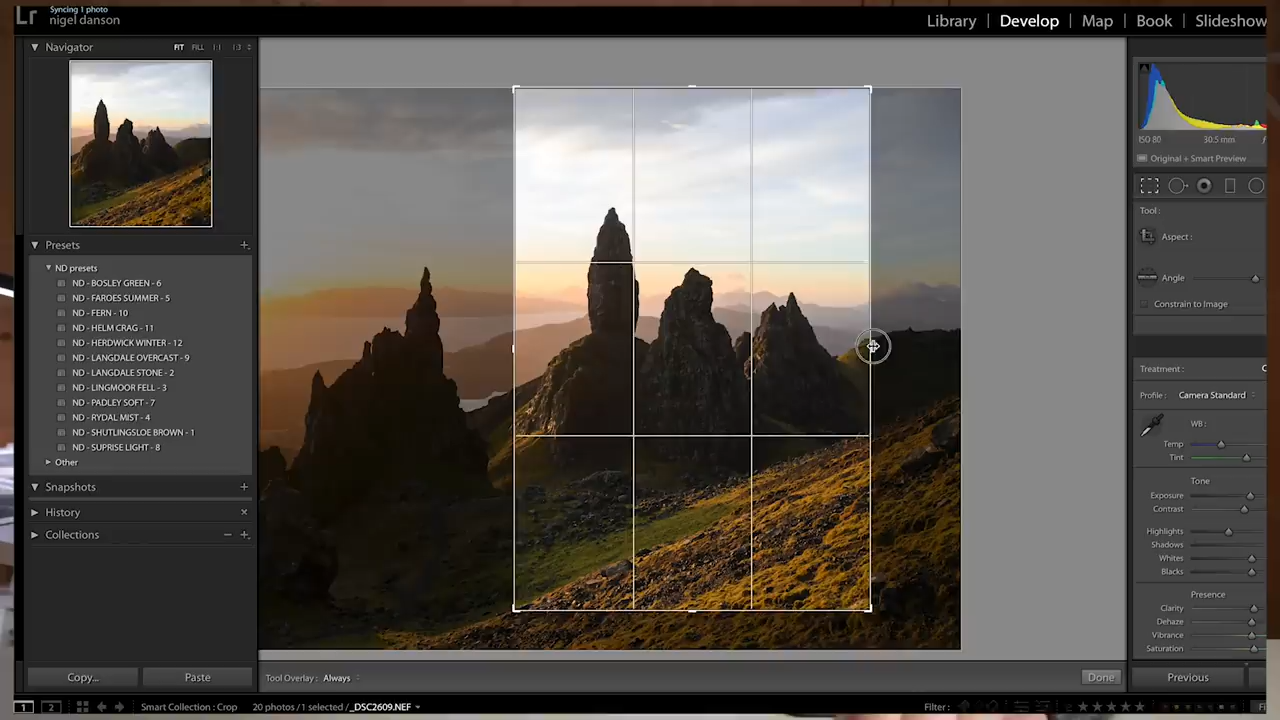 Lr
Syncing 1 photo
nigel danson
Library | Develop | Map | Book | Slideshow
Navigator
FIT FILL 1:1 1:3
Presets
ND presets
ND - BOSLEY GREEN - 6
ND - FAROES SUMMER - 5
ND - FERN - 10
ND - HELM CRAG - 11
ND - HERDWICK WINTER - 12
ND - LANGDALE OVERCAST - 9
ND - LANGDALE STONE - 2
ND - LINGMOOR FELL - 3
ND - PADLEY SOFT - 7
ND - RYDAL MIST - 4
ND - SHUTLINGSLOE BROWN - 1
ND - SUPRISE LIGHT - 8
Other
Snapshots
History
Collections
Copy...
Paste
Tool Overlay : Always
Done
1 2
Smart Collection : Crop
20 photos / 1 selected / _DSC2609.NEF
Filter :
ISO 80
30.5 mm
Original + Smart Preview
Tool :
Aspect :
Angle
Constrain to Image
Treatment :
Profile : Camera Standard
WB :
Temp
Tint
Tone
Exposure
Contrast
Highlights
Shadows
Whites
Blacks
Presence
Clarity
Dehaze
Vibrance
Saturation
Previous